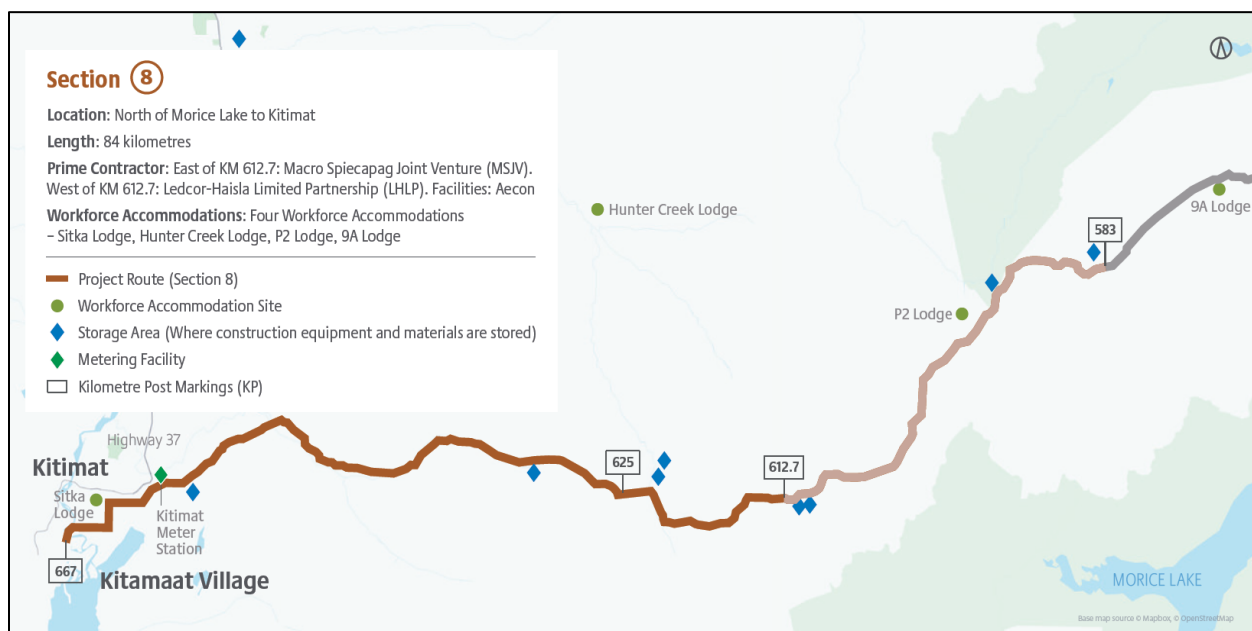 Section 8
Location: North of Morice Lake to Kitimat
Length: 84 kilometres
Prime Contractor: East of KM 612.7: Macro Spiecapag Joint Venture (MSJV).
West of KM 612.7: Ledcor-Haisla Limited Partnership (LHLP). Facilities: Aecon
Workforce Accommodations: Four Workforce Accommodations
– Sitka Lodge, Hunter Creek Lodge, P2 Lodge, 9A Lodge
Project Route (Section 8)
Workforce Accommodation Site
Storage Area (Where construction equipment and materials are stored)
Metering Facility
Kilometre Post Markings (KP)
Hunter Creek Lodge
9A Lodge
583
P2 Lodge
Highway 37
Kitimat
625
612.7
Sitka
Lodge
Kitimat
Meter
Station
667
Kitamaat Village
MORICE LAKE
Base map source © Mapbox, © OpenStreetMap